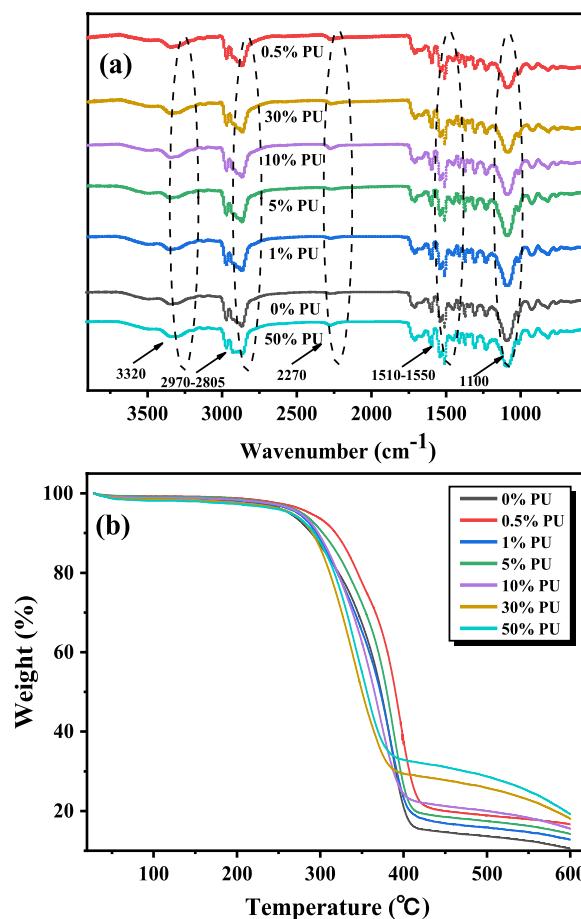 (a)
0.5% PU
30% PU
10% PU
5% PU
1% PU
0% PU
50% PU
3320
2970-2805
2270
1510-1550
1100
3500 3000 2500 2000 1500 1000
Wavenumber (cm⁻¹)
(b)
100
80
60
40
20
Weight (%)
0% PU
0.5% PU
1% PU
5% PU
10% PU
30% PU
50% PU
100 200 300 400 500 600
Temperature (℃)